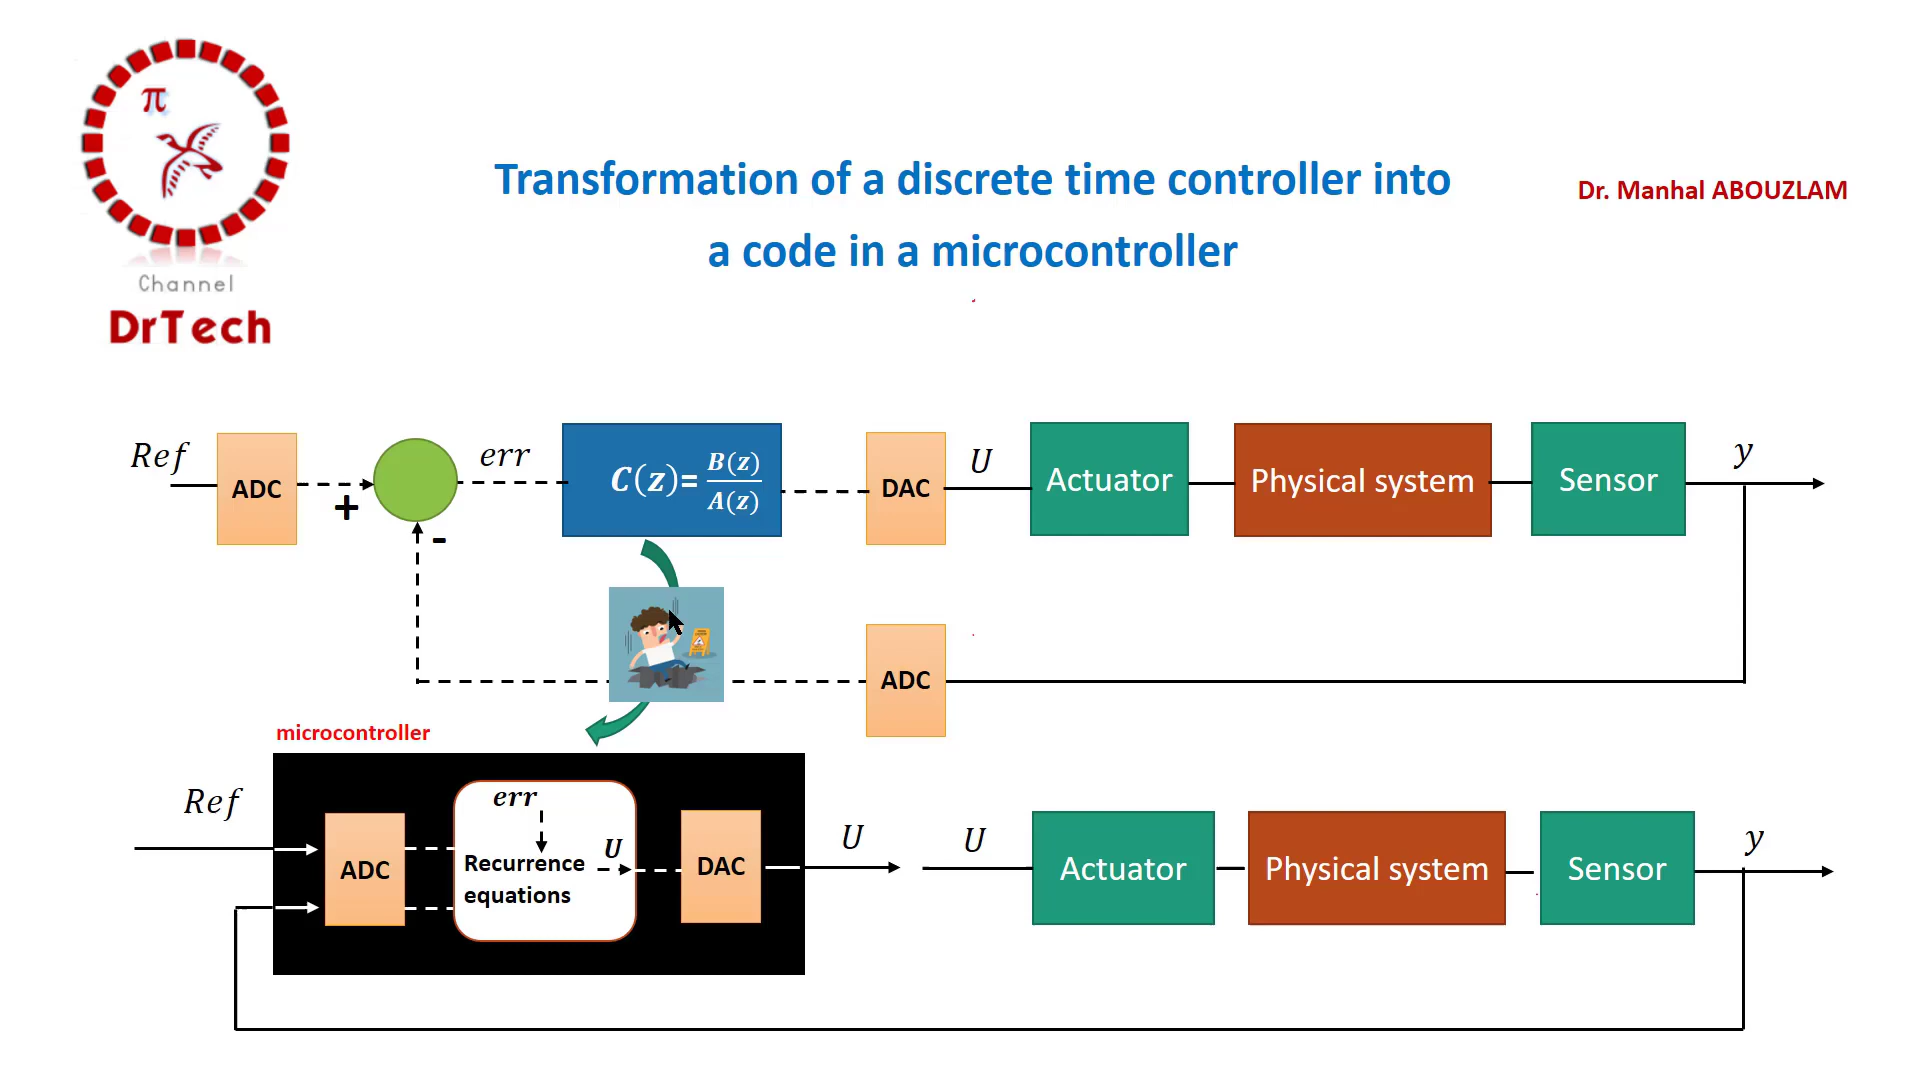 π
Channel
DrTech
Transformation of a discrete time controller into
a code in a microcontroller
Dr. Manhal ABOUZLAM
Ref
ADC
+
-
err
C(z)= B(z)/A(z)
DAC
U
Actuator
Physical system
Sensor
y
ADC
microcontroller
Ref
ADC
err
Recurrence
equations
U
DAC
U
U
Actuator
Physical system
Sensor
y